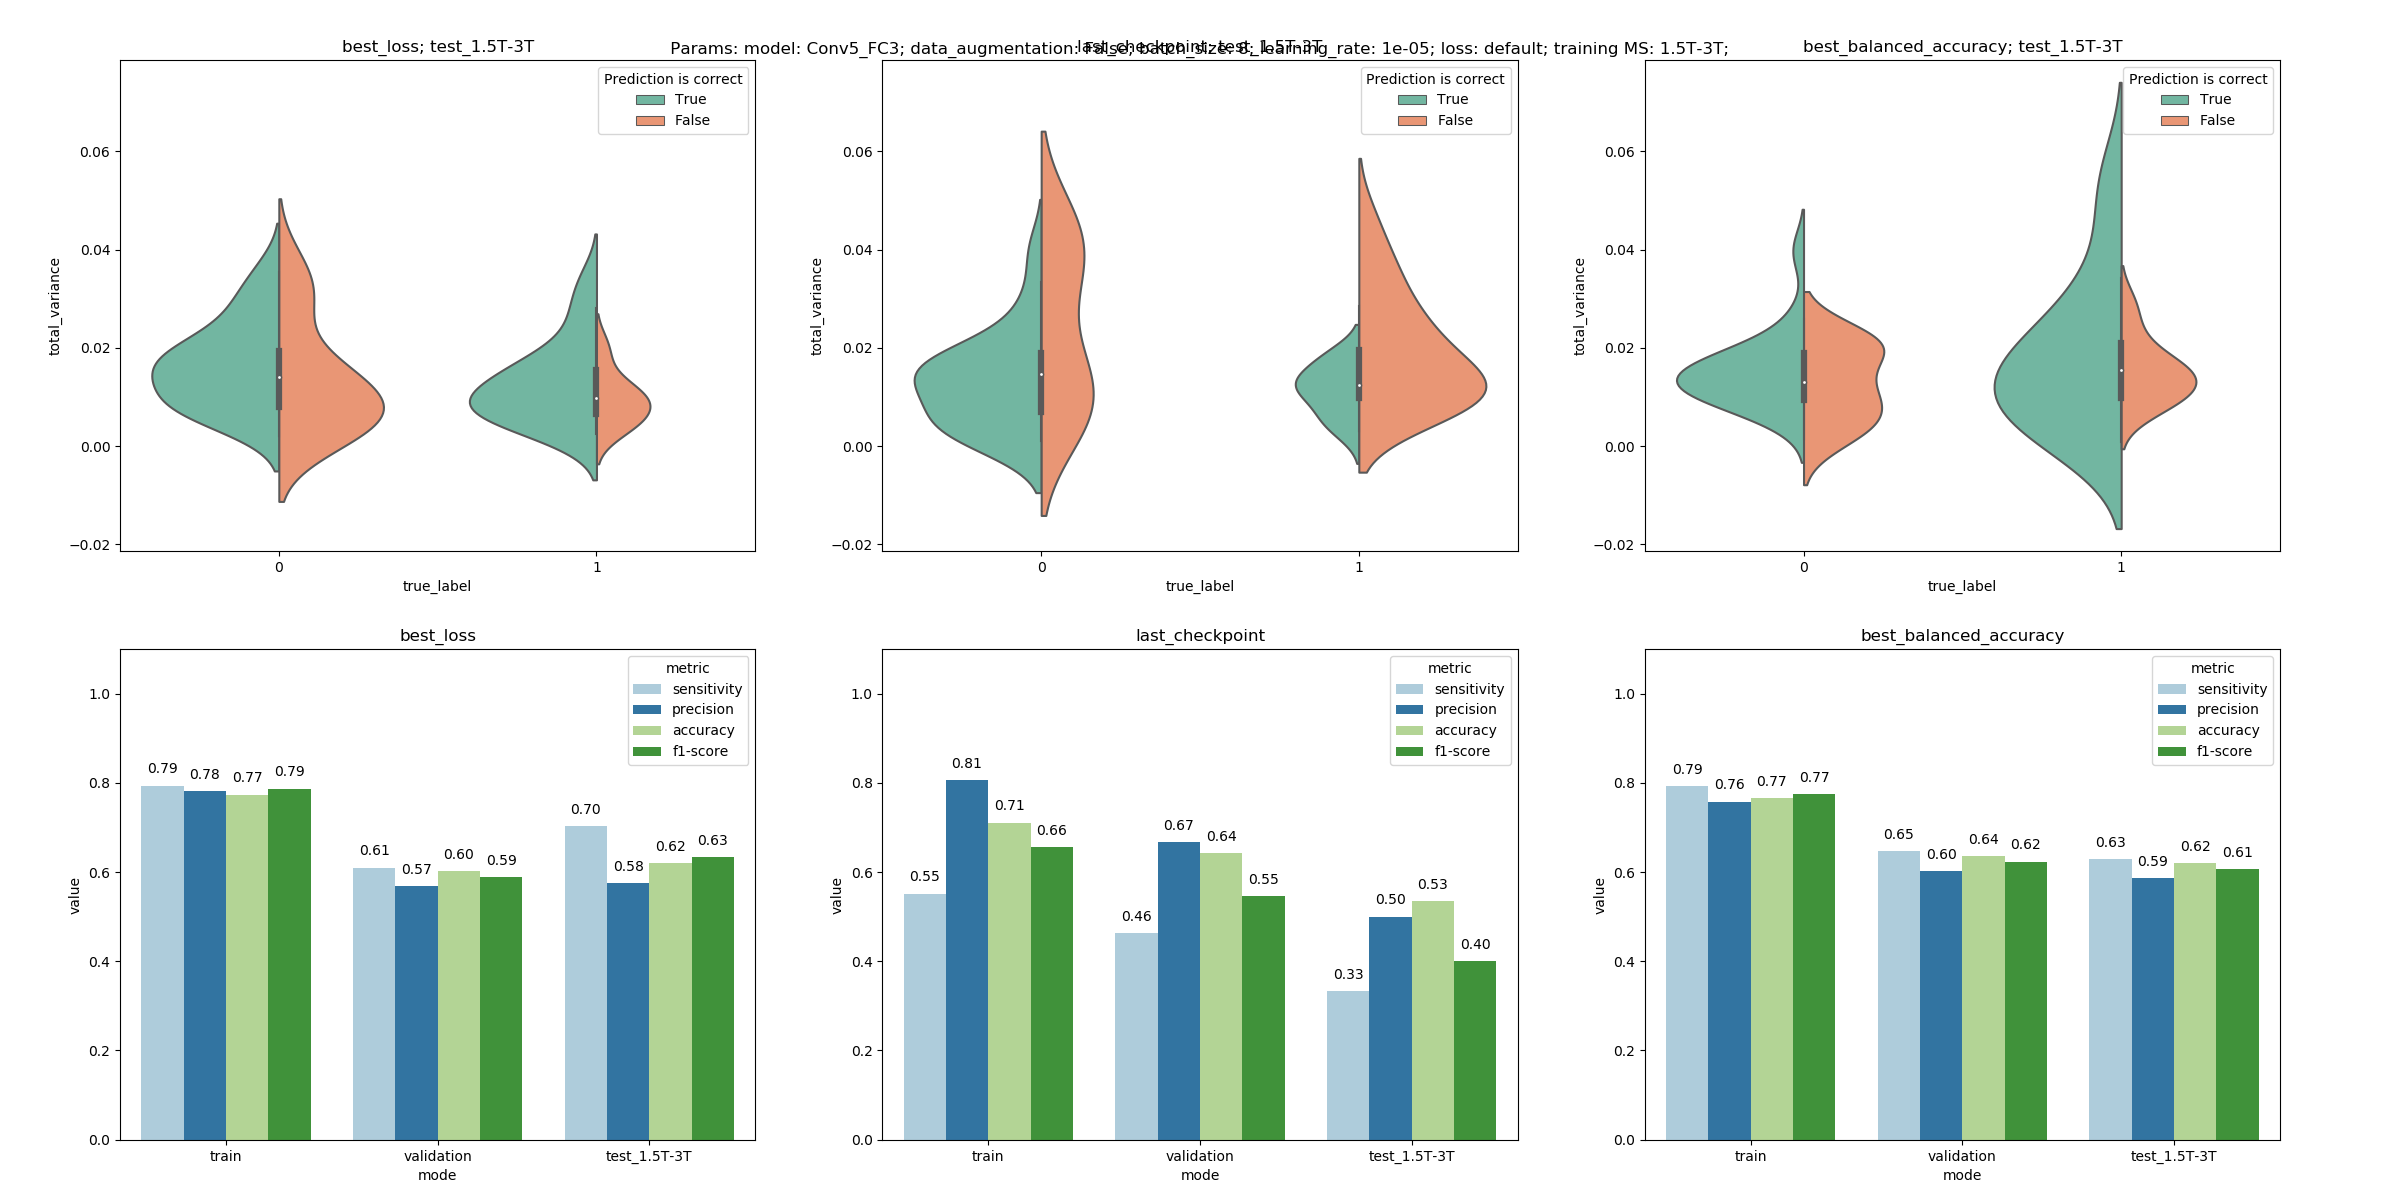 Params: model: Conv5_FC3; data_augmentation: False; batch_size: 8; learning_rate: 1e-05; loss: default; training MS: 1.5T-3T;
best_loss; test_1.5T-3T
Prediction is correct
True
False
0.06
0.04
0.02
0.00
−0.02
total_variance
0
1
true_label
last_checkpoint; test_1.5T-3T
Prediction is correct
True
False
0.06
0.04
0.02
0.00
−0.02
total_variance
0
1
true_label
best_balanced_accuracy; test_1.5T-3T
Prediction is correct
True
False
0.06
0.04
0.02
0.00
−0.02
total_variance
0
1
true_label
best_loss
metric
sensitivity
precision
accuracy
f1-score
1.0
0.8
0.6
0.4
0.2
0.0
value
0.79 0.78 0.77 0.79
0.61 0.57 0.60 0.59
0.70 0.58 0.62 0.63
train
validation
test_1.5T-3T
mode
last_checkpoint
metric
sensitivity
precision
accuracy
f1-score
1.0
0.8
0.6
0.4
0.2
0.0
value
0.55 0.81 0.71 0.66
0.46 0.67 0.64 0.55
0.33 0.50 0.53 0.40
train
validation
test_1.5T-3T
mode
best_balanced_accuracy
metric
sensitivity
precision
accuracy
f1-score
1.0
0.8
0.6
0.4
0.2
0.0
value
0.79 0.76 0.77 0.77
0.65 0.60 0.64 0.62
0.63 0.59 0.62 0.61
train
validation
test_1.5T-3T
mode